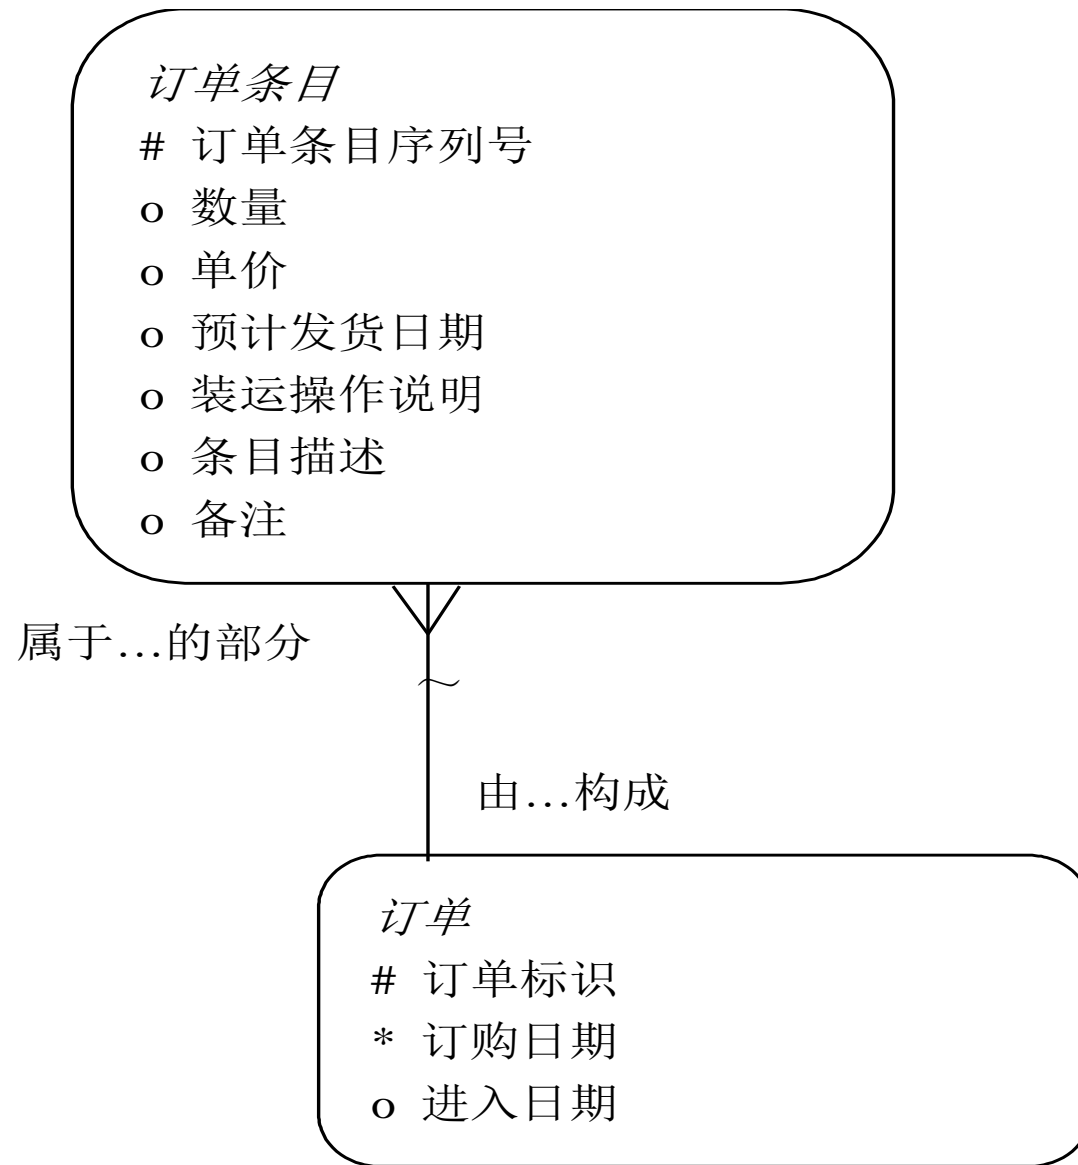 订单条目
# 订单条目序列号
o 数量
o 单价
o 预计发货日期
o 装运操作说明
o 条目描述
o 备注
属于...的部分
~
由...构成
订单
# 订单标识
* 订购日期
o 进入日期